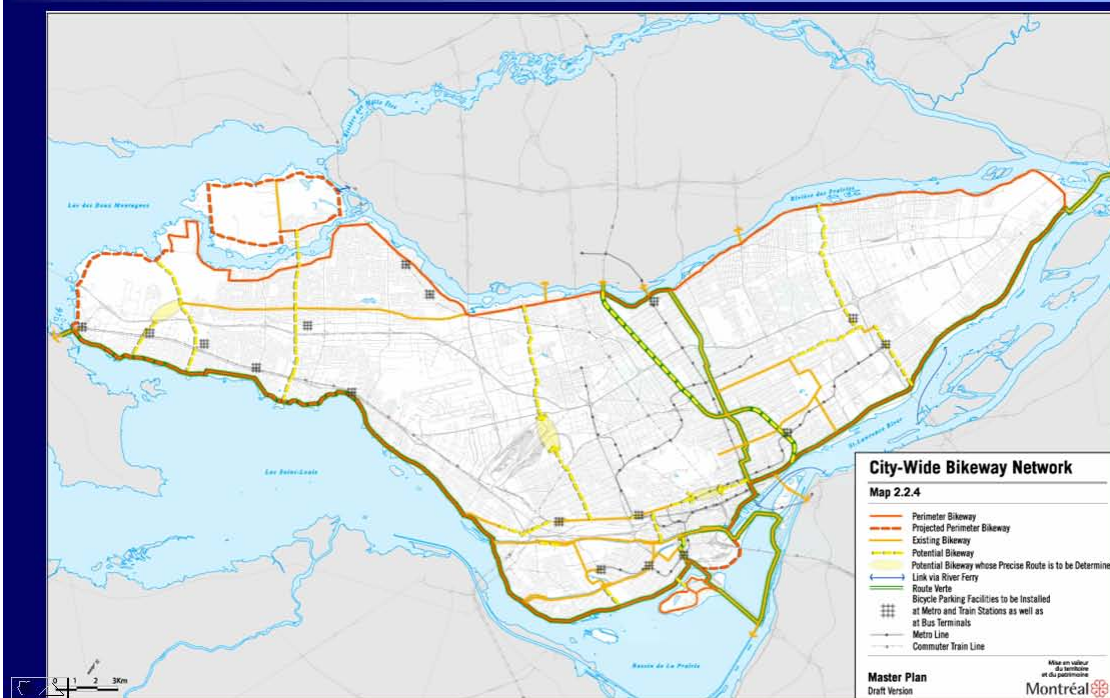 Rivière des Mille Îles
Lac des Deux Montagnes
Rivière des Prairies
St.Lawrence River
Lac Saint-Louis
Bassin de La Prairie
0 1 2 3Km
City-Wide Bikeway Network
Map 2.2.4
Perimeter Bikeway
Projected Perimeter Bikeway
Existing Bikeway
Potential Bikeway
Potential Bikeway whose Precise Route is to be Determine
Link via River Ferry
Route Verte
Bicycle Parking Facilities to be Installed
at Metro and Train Stations as well as
at Bus Terminals
Metro Line
Commuter Train Line
Master Plan
Draft Version
Mise en valeur
du territoire
et du patrimoine
Montréal